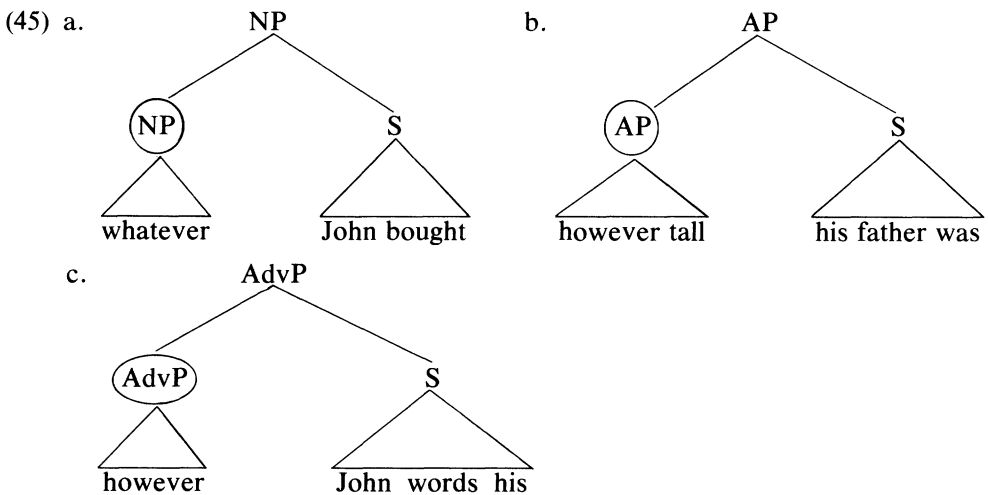 (45) a. NP b. AP
NP S AP S
whatever John bought however tall his father was
c. AdvP
AdvP S
however John words his